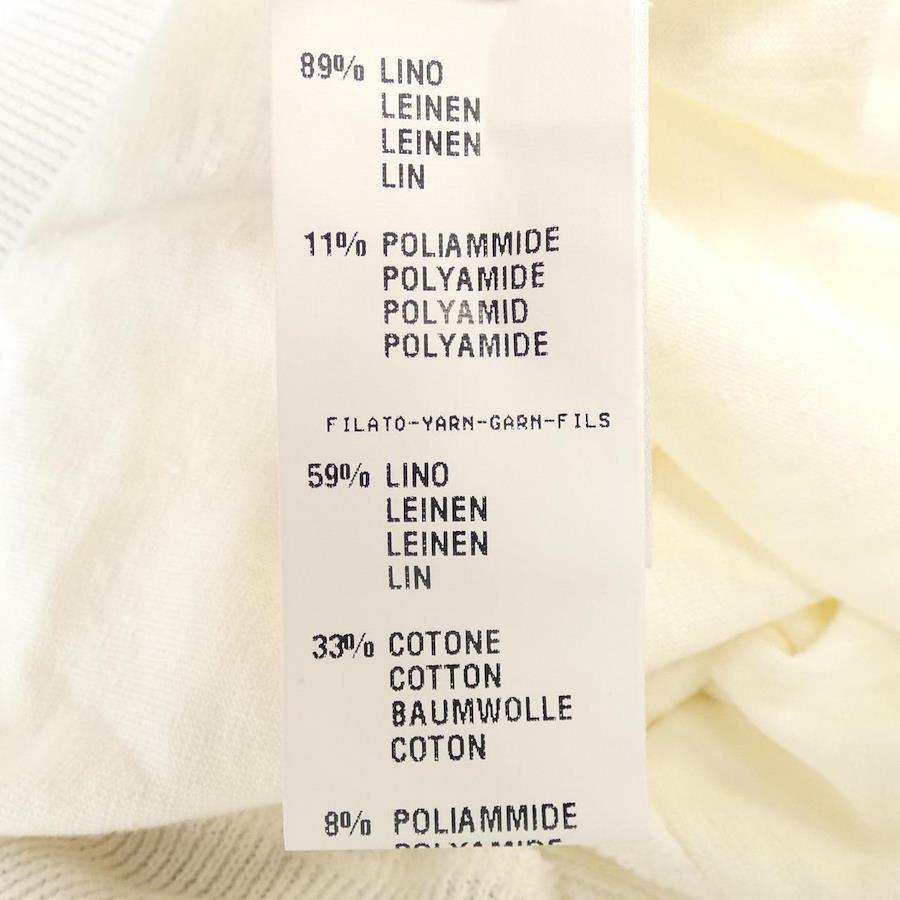 89% LINO
LEINEN
LEINEN
LIN
11% POLIAMMIDE
POLYAMIDE
POLYAMID
POLYAMIDE
FILATO-YARN-GARN-FILS
59% LINO
LEINEN
LEINEN
LIN
33% COTONE
COTTON
BAUMWOLLE
COTON
8% POLIAMMIDE
POLYAMIDE